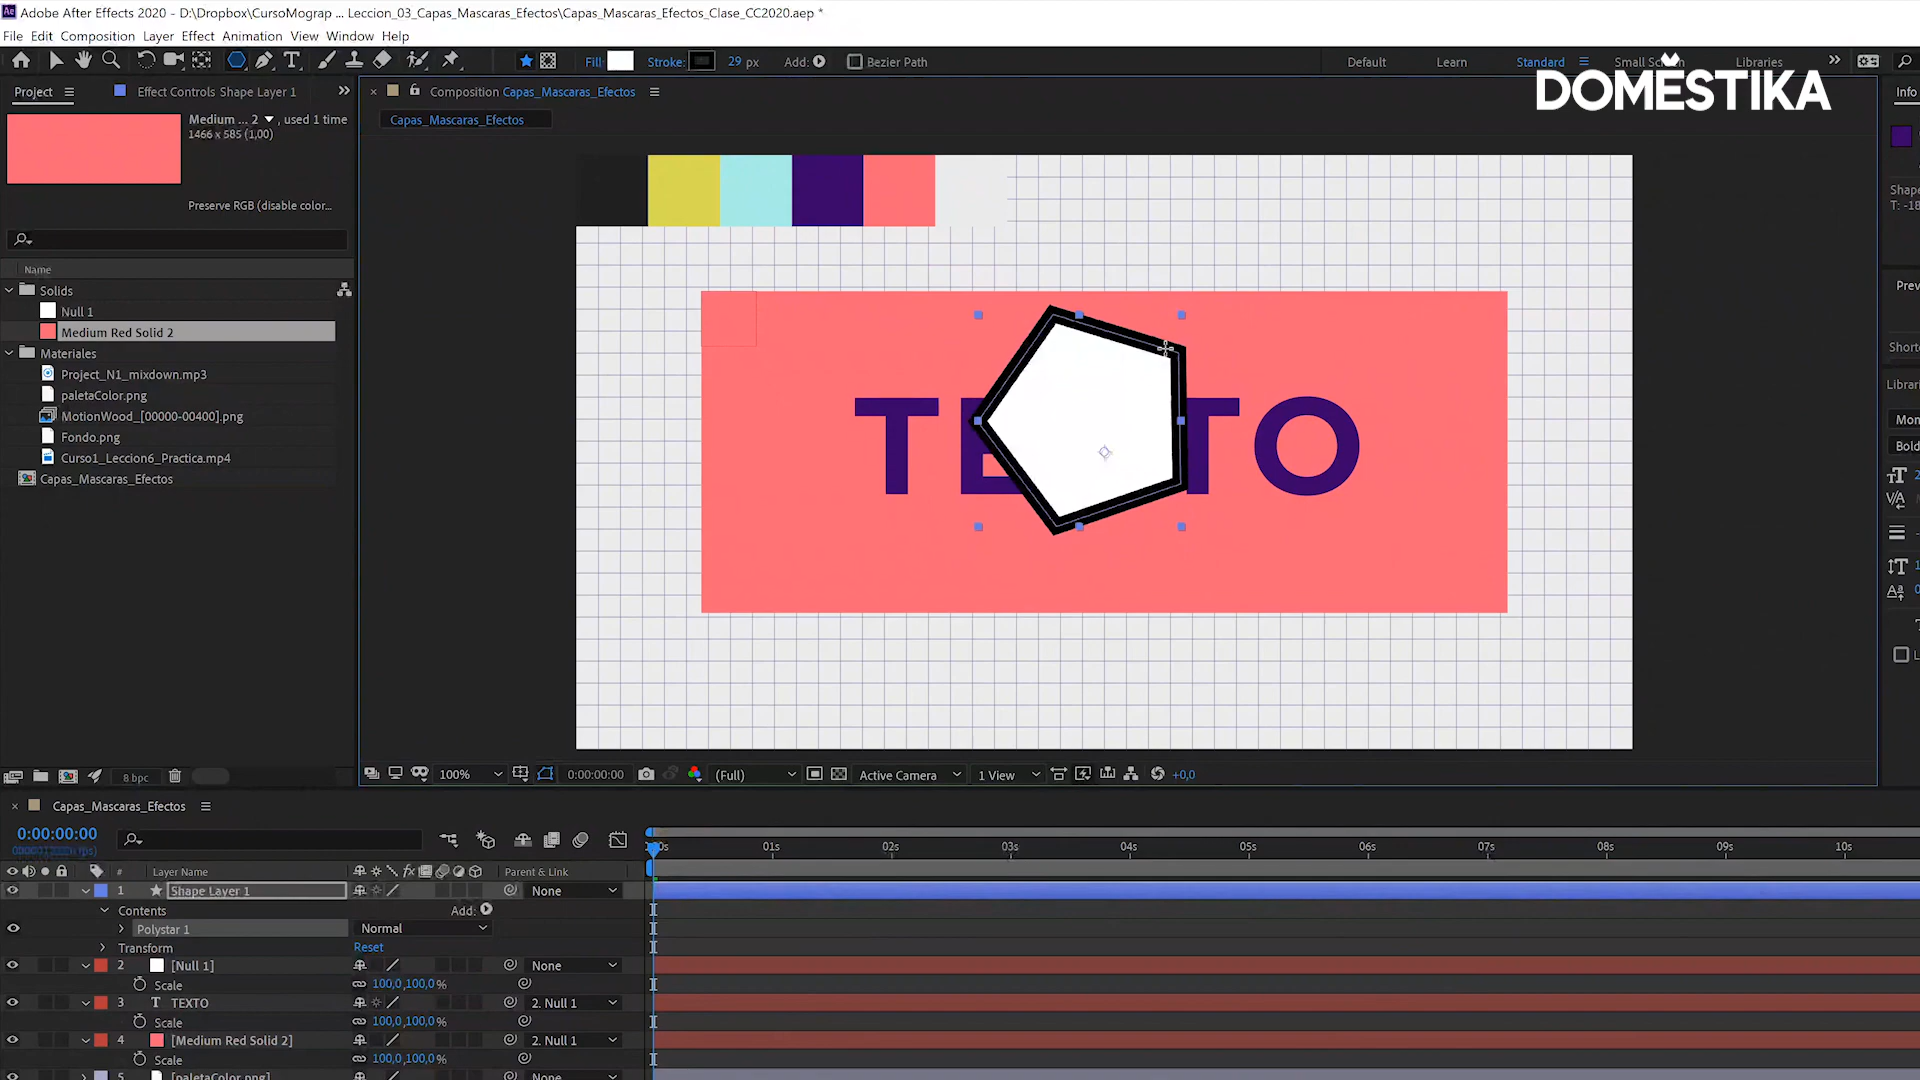 Adobe After Effects 2020 - D:\Dropbox\CursoMograp ... Leccion_03_Capas_Mascaras_Efectos\Capas_Mascaras_Efectos_Clase_CC2020.aep *
File Edit Composition Layer Effect Animation View Window Help
Fill: Stroke: 29 px Add: Bezier Path Default Learn Standard Libraries
DOMESTIKA
Project Effect Controls Shape Layer 1 Composition Capas_Mascaras_Efectos Info
Medium ... 2 , used 1 time
1466 x 585 (1,00)
Capas_Mascaras_Efectos
Preserve RGB (disable color...
Name
Solids
Null 1
Medium Red Solid 2
Materiales
Project_N1_mixdown.mp3
paletaColor.png
MotionWood_[00000-00400].png
Fondo.png
Curso1_Leccion6_Practica.mp4
Capas_Mascaras_Efectos
TEXTO
8 bpc 100% 0:00:00:00 (Full) Active Camera 1 View +0,0
Capas_Mascaras_Efectos
0:00:00:00
01s 02s 03s 04s 05s 06s 07s 08s 09s 10s
# Layer Name Parent & Link
1 Shape Layer 1 None
Contents Add:
Polystar 1 Normal
Transform Reset
2 [Null 1] None
Scale 100,0,100,0%
3 T TEXTO 2. Null 1
Scale 100,0,100,0%
4 [Medium Red Solid 2] 2. Null 1
Scale 100,0,100,0%
5 [paletaColor.png] None